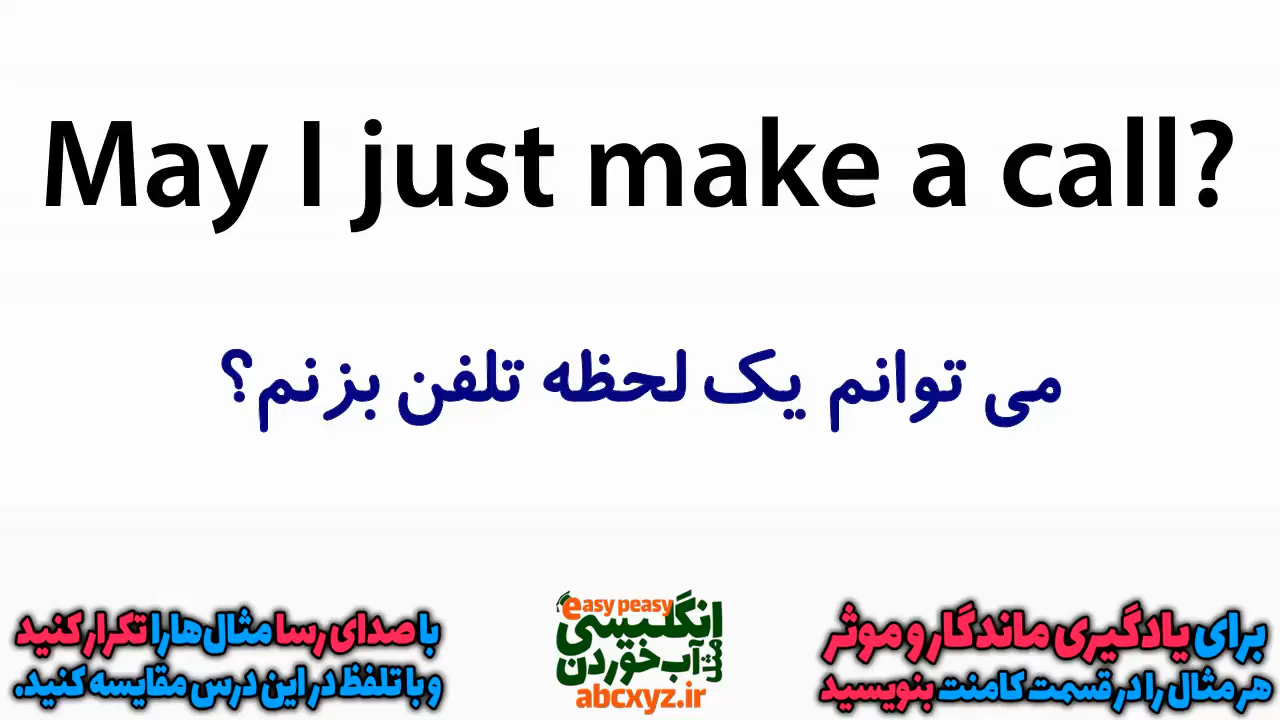 May I just make a call?
می توانم یک لحظه تلفن بزنم؟
برای یادگیری ماندگار و موثر
هر مثال را در قسمت کامنت بنویسید
easy peasy
انگلیسی
مثل آب خوردن
abcxyz.ir
با صدای رسا مثال‌ها را تکرار کنید
و با تلفظ در این درس مقایسه کنید.